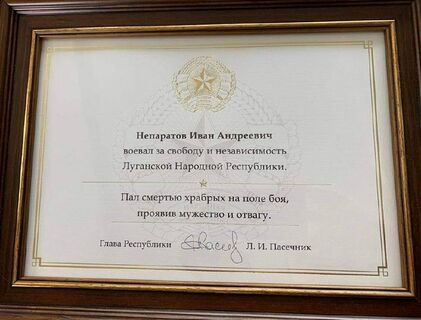 Непаратов Иван Андреевич
воевал за свободу и независимость
Луганской Народной Республики.
Пал смертью храбрых на поле боя,
проявив мужество и отвагу.
Глава Республики Л. И. Пасечник